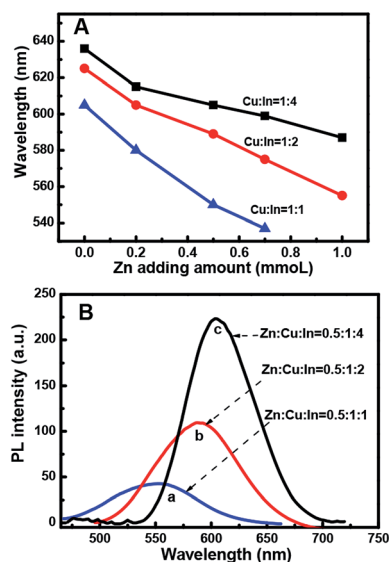 A
Wavelength (nm)
640
620
600
580
560
540
Cu:In=1:4
Cu:In=1:2
Cu:In=1:1
0.0 0.2 0.4 0.6 0.8 1.0
Zn adding amount (mmoL)
B
PL intensity (a.u.)
250
200
150
100
50
0
c
Zn:Cu:In=0.5:1:4
Zn:Cu:In=0.5:1:2
b
Zn:Cu:In=0.5:1:1
a
500 550 600 650 700 750
Wavelength (nm)